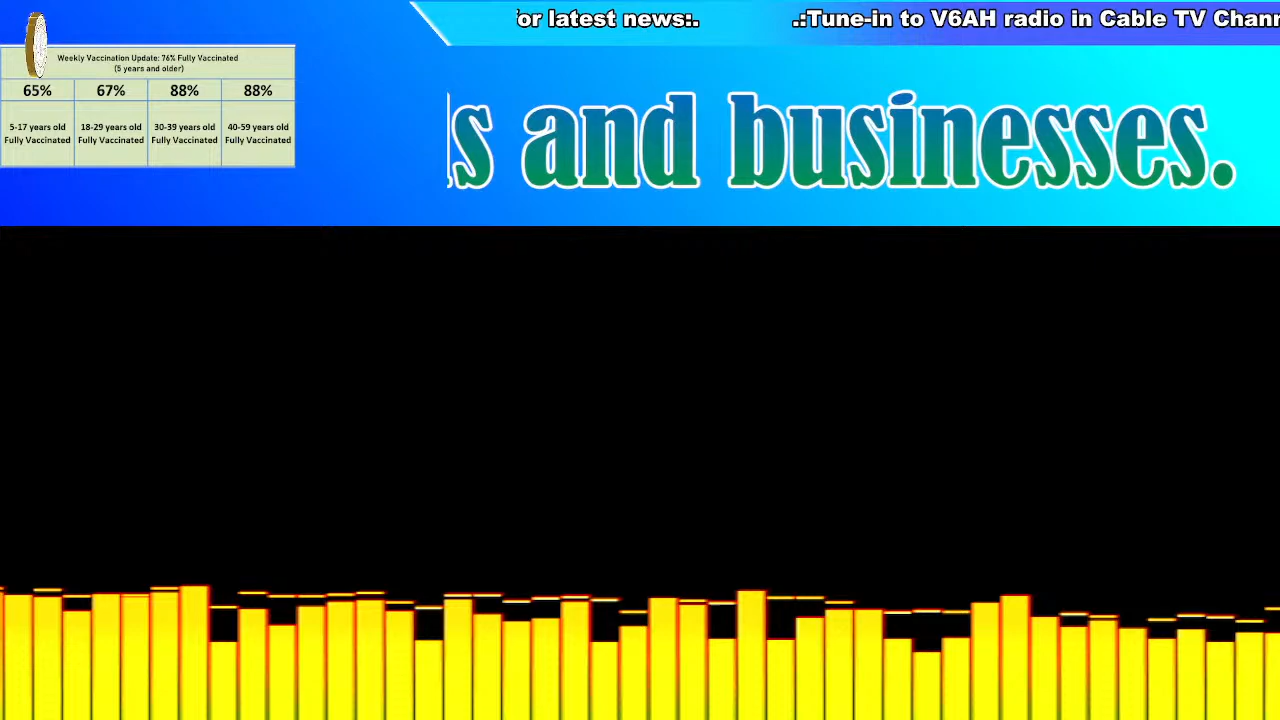 or latest news:. .:Tune-in to V6AH radio in Cable TV Chann
Weekly Vaccination Update: 76% Fully Vaccinated
(5 years and older)
65% 67% 88% 88%
5-17 years old 18-29 years old 30-39 years old 40-59 years old
Fully Vaccinated Fully Vaccinated Fully Vaccinated Fully Vaccinated
s and businesses.